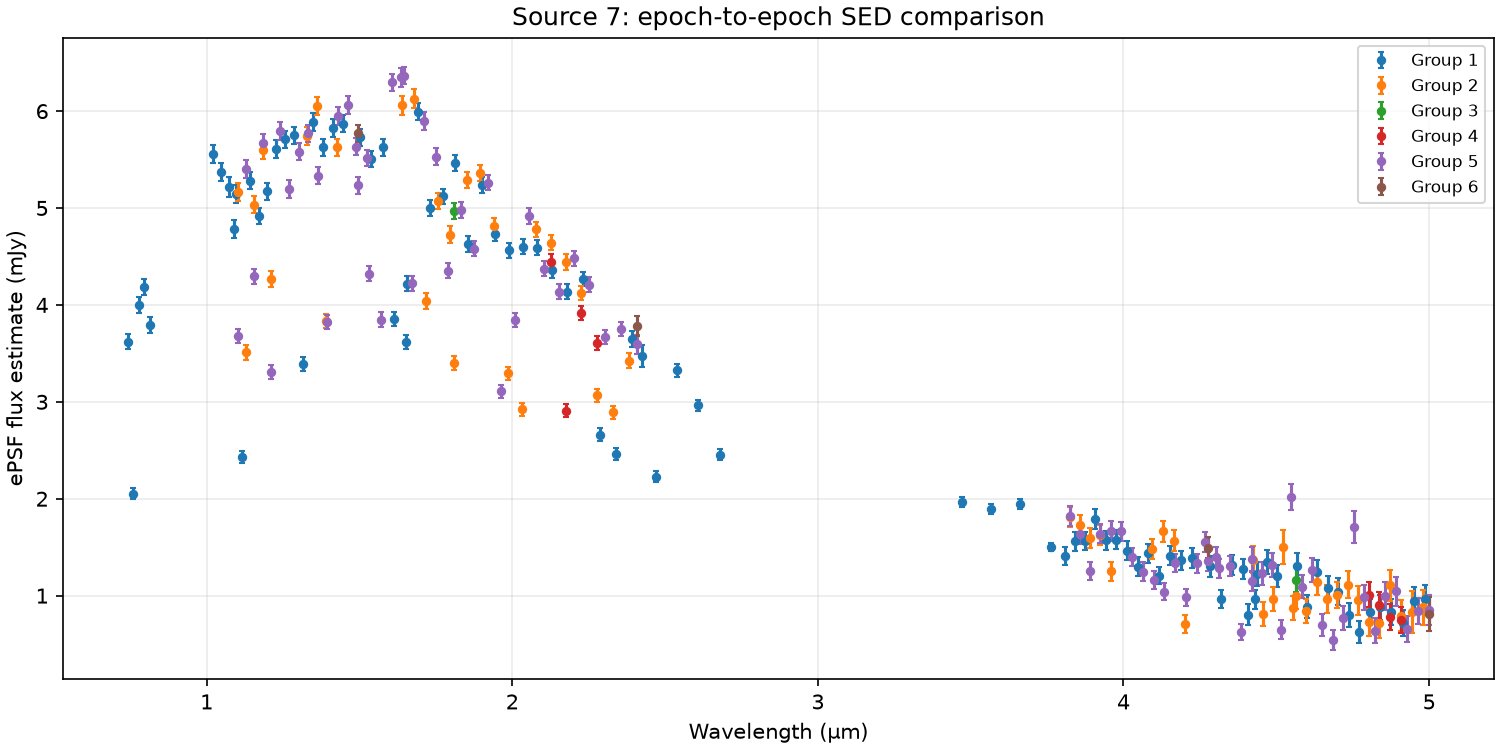 Source 7: epoch-to-epoch SED comparison
ePSF flux estimate (mJy)
6
5
4
3
2
1
Group 1
Group 2
Group 3
Group 4
Group 5
Group 6
1 2 3 4 5
Wavelength (μm)